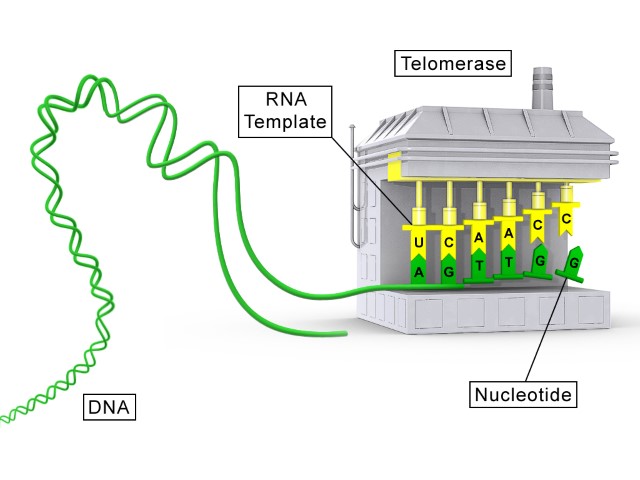 Telomerase
RNA
Template
U C A A C C
A G T T G G
Nucleotide
DNA